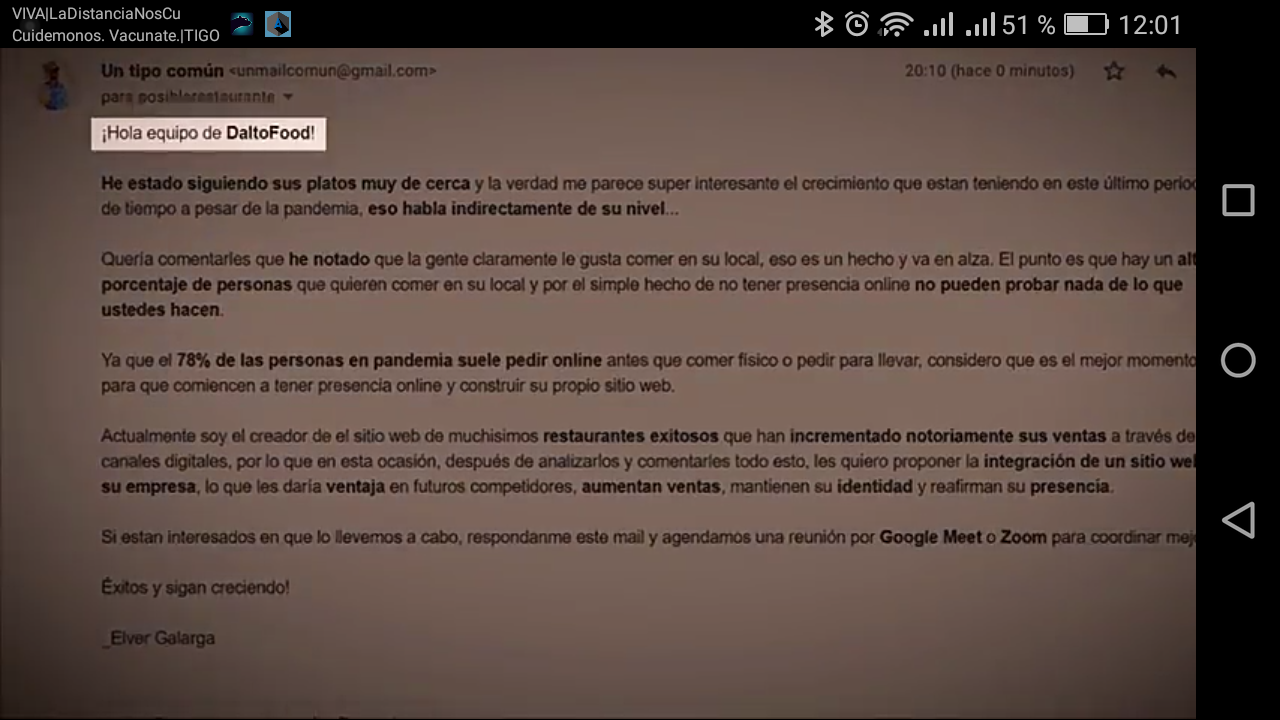 VIVA|LaDistanciaNosCu
Cuidemonos. Vacunate.|TIGO
51 %
12:01
Un tipo común <unmailcomun@gmail.com>
20:10 (hace 0 minutos)
para posiblerestaurante
¡Hola equipo de DaltoFood!
He estado siguiendo sus platos muy de cerca y la verdad me parece super interesante el crecimiento que estan teniendo en este último perioc
de tiempo a pesar de la pandemia, eso habla indirectamente de su nivel...
Quería comentarles que he notado que la gente claramente le gusta comer en su local, eso es un hecho y va en alza. El punto es que hay un alt
porcentaje de personas que quieren comer en su local y por el simple hecho de no tener presencia online no pueden probar nada de lo que
ustedes hacen.
Ya que el 78% de las personas en pandemia suele pedir online antes que comer físico o pedir para llevar, considero que es el mejor momento
para que comiencen a tener presencia online y construir su propio sitio web.
Actualmente soy el creador de el sitio web de muchisimos restaurantes exitosos que han incrementado notoriamente sus ventas a través de
canales digitales, por lo que en esta ocasión, después de analizarlos y comentarles todo esto, les quiero proponer la integración de un sitio wel
su empresa, lo que les daría ventaja en futuros competidores, aumentan ventas, mantienen su identidad y reafirman su presencia.
Si estan interesados en que lo llevemos a cabo, respondanme este mail y agendamos una reunión por Google Meet o Zoom para coordinar mej
Éxitos y sigan creciendo!
_Elver Galarga